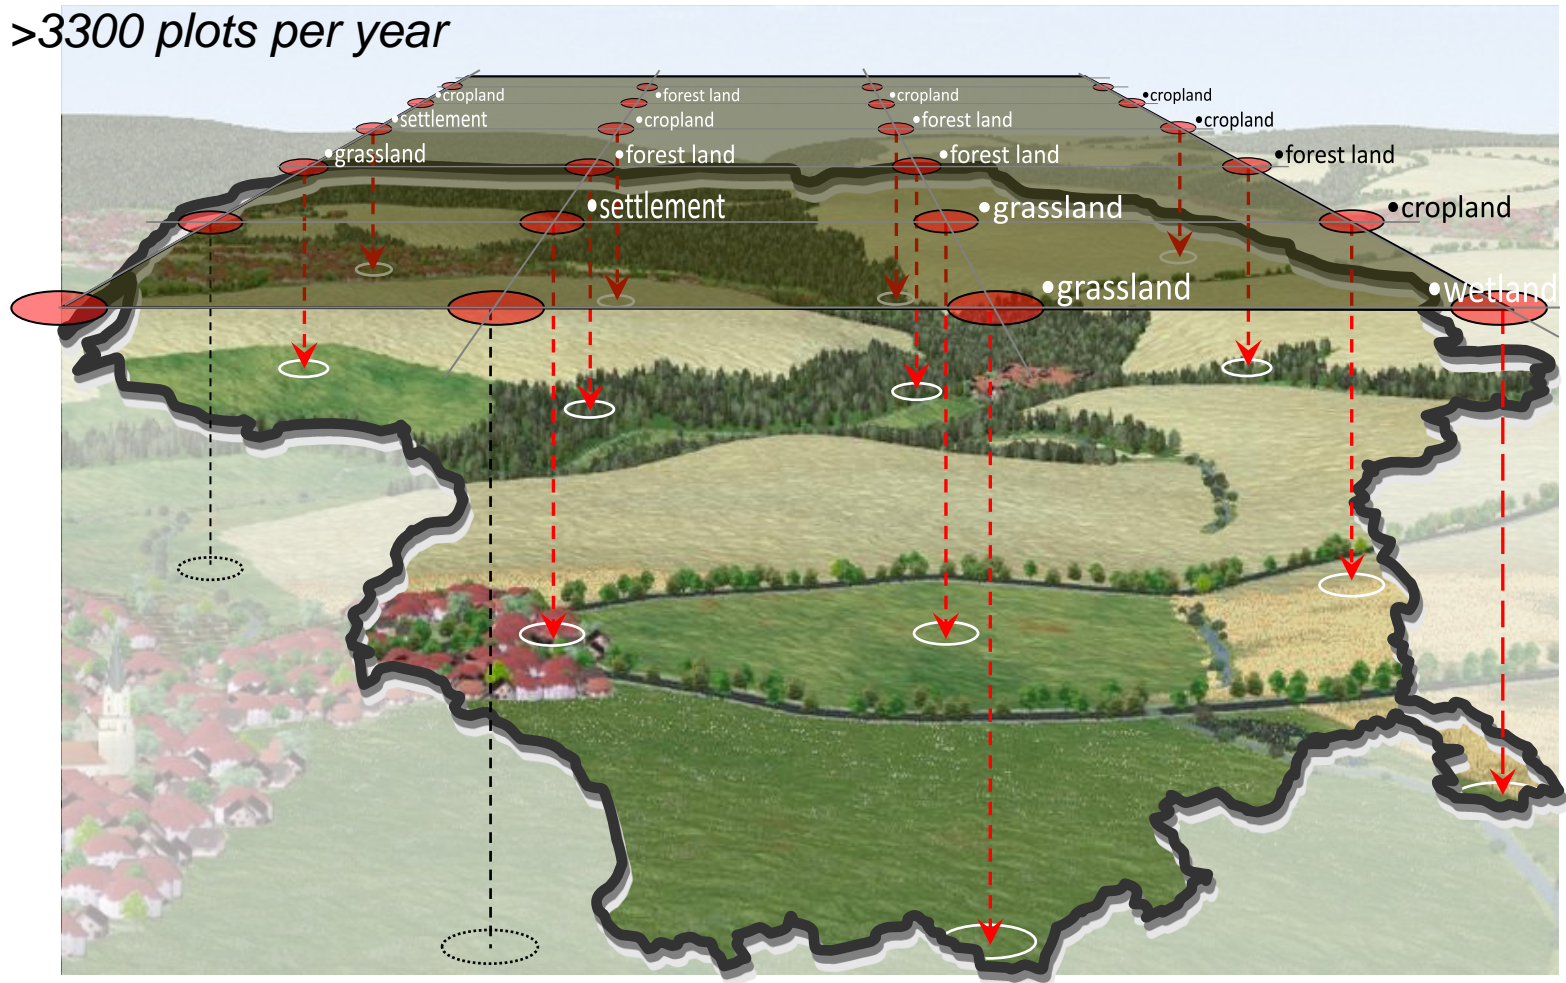 >3300 plots per year
•cropland
•forest land
•cropland
•cropland
•settlement
•cropland
•forest land
•cropland
•grassland
•forest land
•forest land
•forest land
•settlement
•grassland
•cropland
•grassland
•wetland